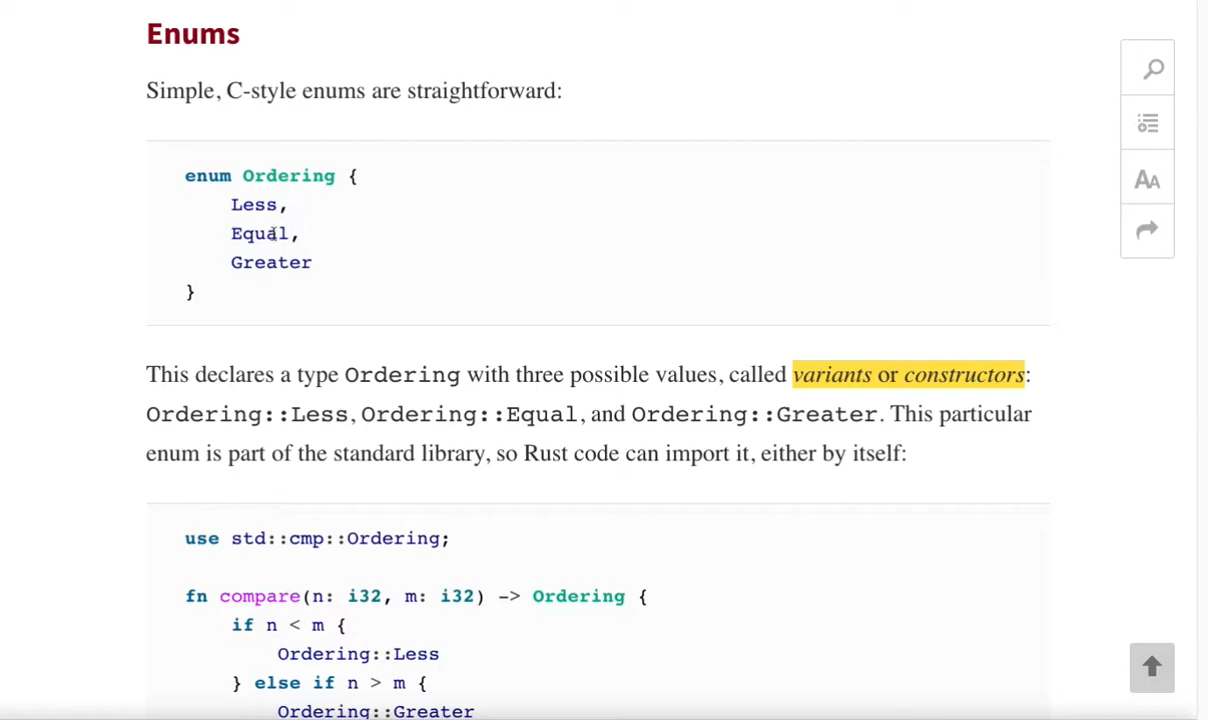 Enums
Simple, C-style enums are straightforward:
enum Ordering {
    Less,
    Equal,
    Greater
}
This declares a type Ordering with three possible values, called variants or constructors:
Ordering::Less, Ordering::Equal, and Ordering::Greater. This particular
enum is part of the standard library, so Rust code can import it, either by itself:
use std::cmp::Ordering;
fn compare(n: i32, m: i32) -> Ordering {
    if n < m {
        Ordering::Less
    } else if n > m {
        Ordering::Greater
AA